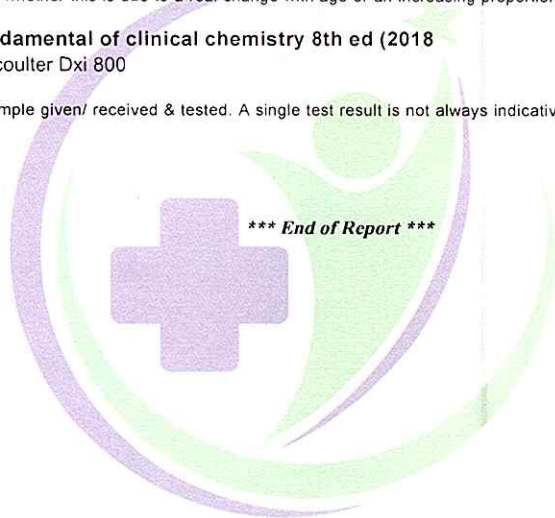 whether this is due to a real change with age or an increasing proportion
damental of clinical chemistry 8th ed (2018
coulter Dxi 800
mple given/ received & tested. A single test result is not always indicativ
*** End of Report ***